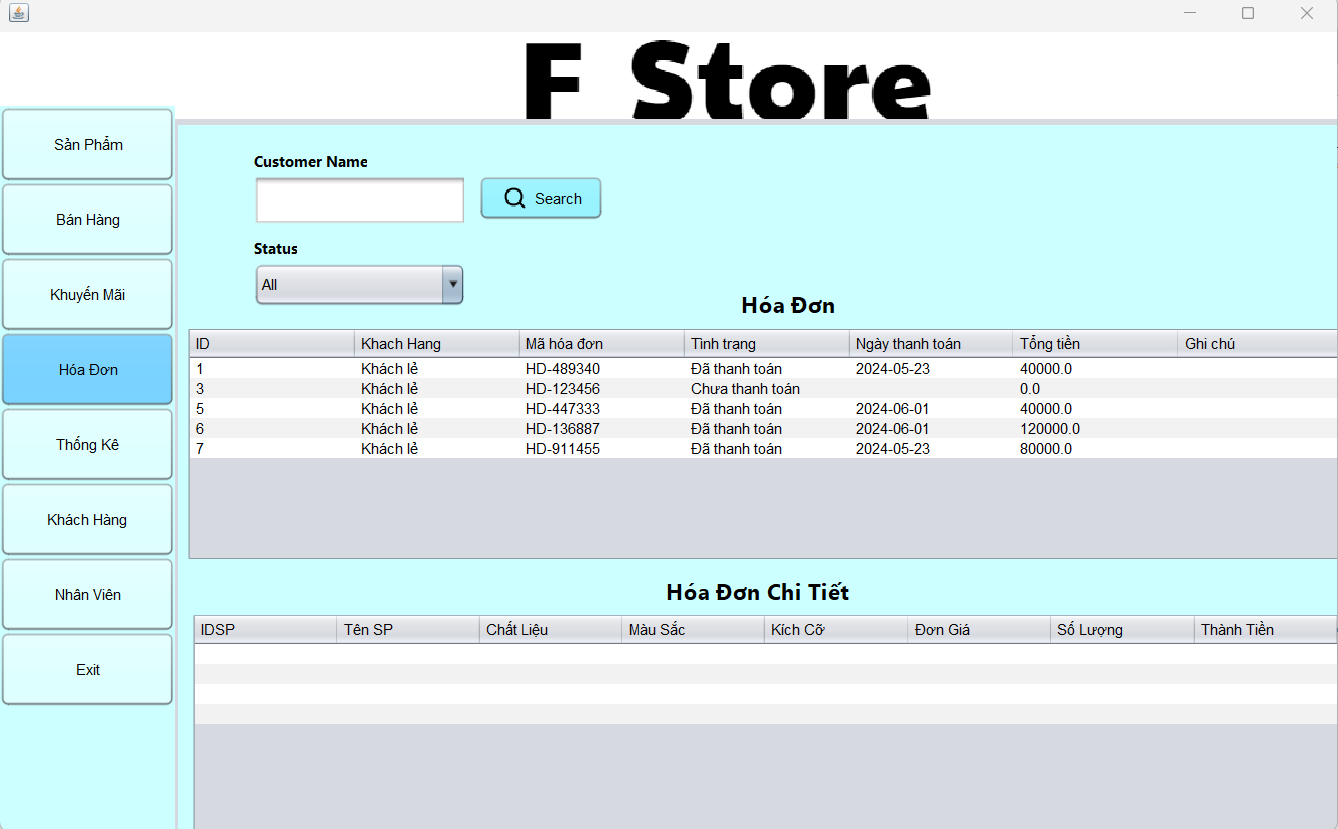 F Store
Sản Phẩm
Bán Hàng
Khuyến Mãi
Hóa Đơn
Thống Kê
Khách Hàng
Nhân Viên
Exit
Customer Name
Search
Status
All
Hóa Đơn
ID Khach Hang Mã hóa đơn Tình trạng Ngày thanh toán Tổng tiền Ghi chú
1 Khách lẻ HD-489340 Đã thanh toán 2024-05-23 40000.0
3 Khách lẻ HD-123456 Chưa thanh toán 0.0
5 Khách lẻ HD-447333 Đã thanh toán 2024-06-01 40000.0
6 Khách lẻ HD-136887 Đã thanh toán 2024-06-01 120000.0
7 Khách lẻ HD-911455 Đã thanh toán 2024-05-23 80000.0
Hóa Đơn Chi Tiết
IDSP Tên SP Chất Liệu Màu Sắc Kích Cỡ Đơn Giá Số Lượng Thành Tiền